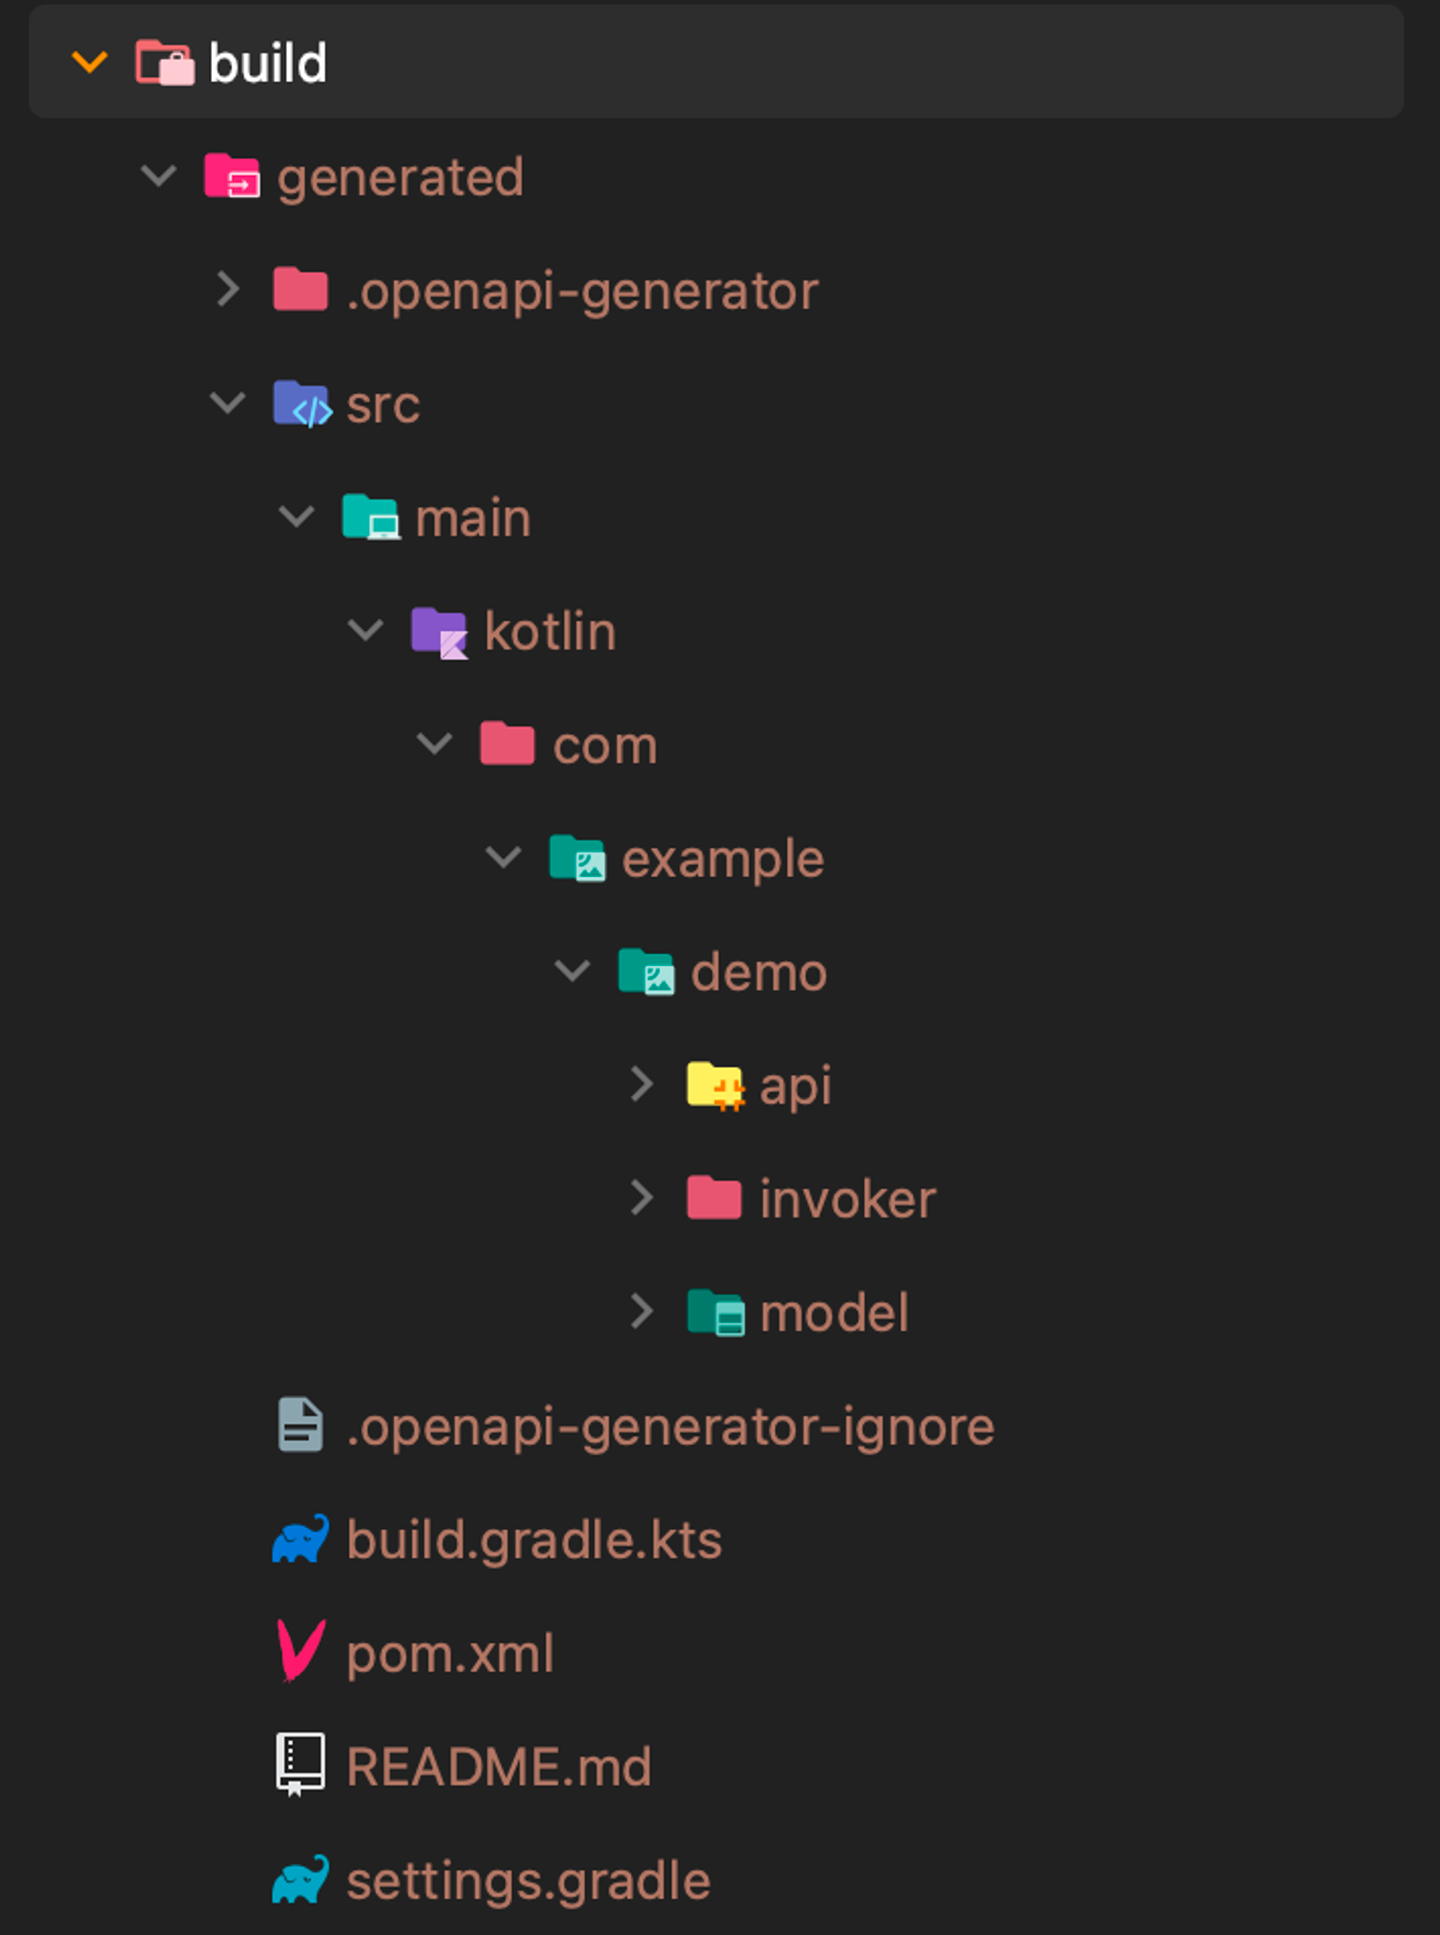 build
generated
.openapi-generator
src
main
kotlin
com
example
demo
api
invoker
model
.openapi-generator-ignore
build.gradle.kts
pom.xml
README.md
settings.gradle